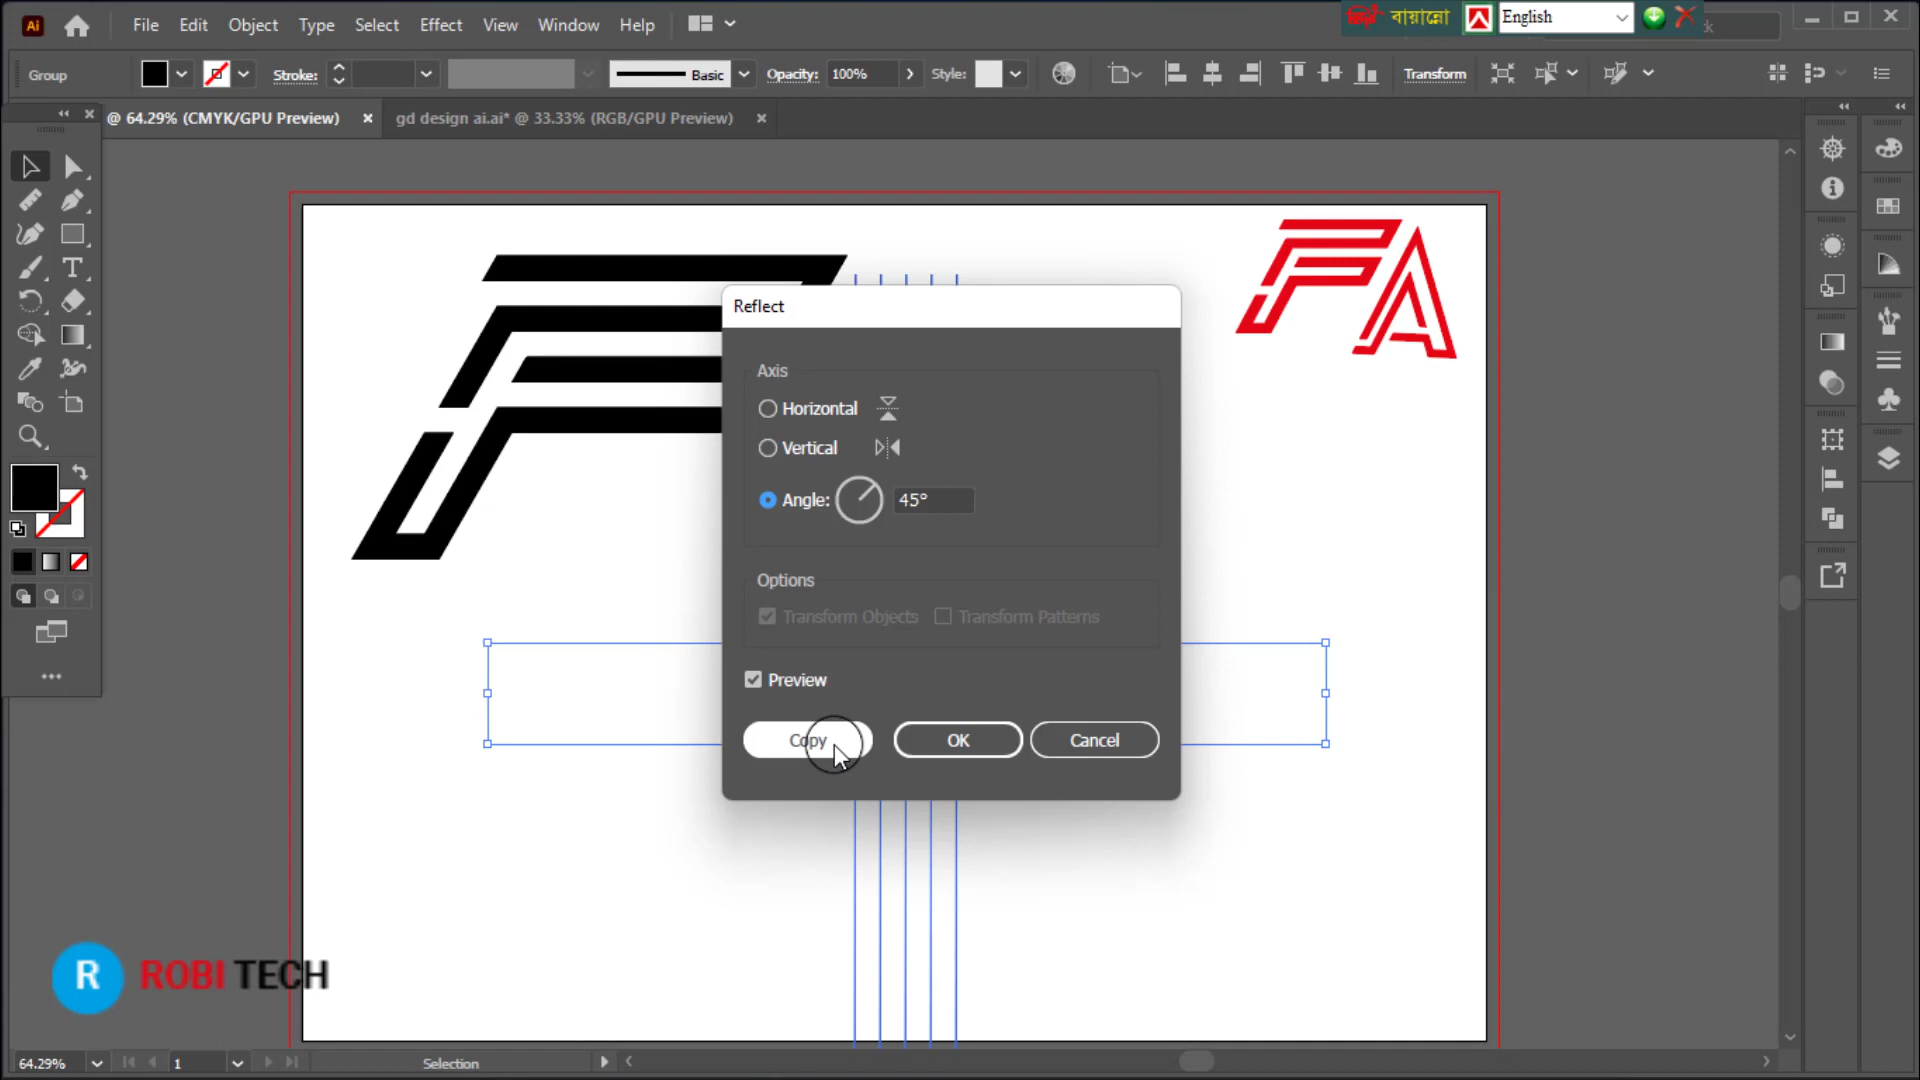 Ai File Edit Object Type Select Effect View Window Help
বায়ান্নো English
Group Stroke: Basic Opacity: 100% Style: Transform
@ 64.29% (CMYK/GPU Preview) × gd design ai.ai* @ 33.33% (RGB/GPU Preview) ×
FA
Reflect
Axis
Horizontal
Vertical
Angle: 45°
Options
Transform Objects Transform Patterns
Preview
Copy OK Cancel
R ROBI TECH
64.29% 1 Selection